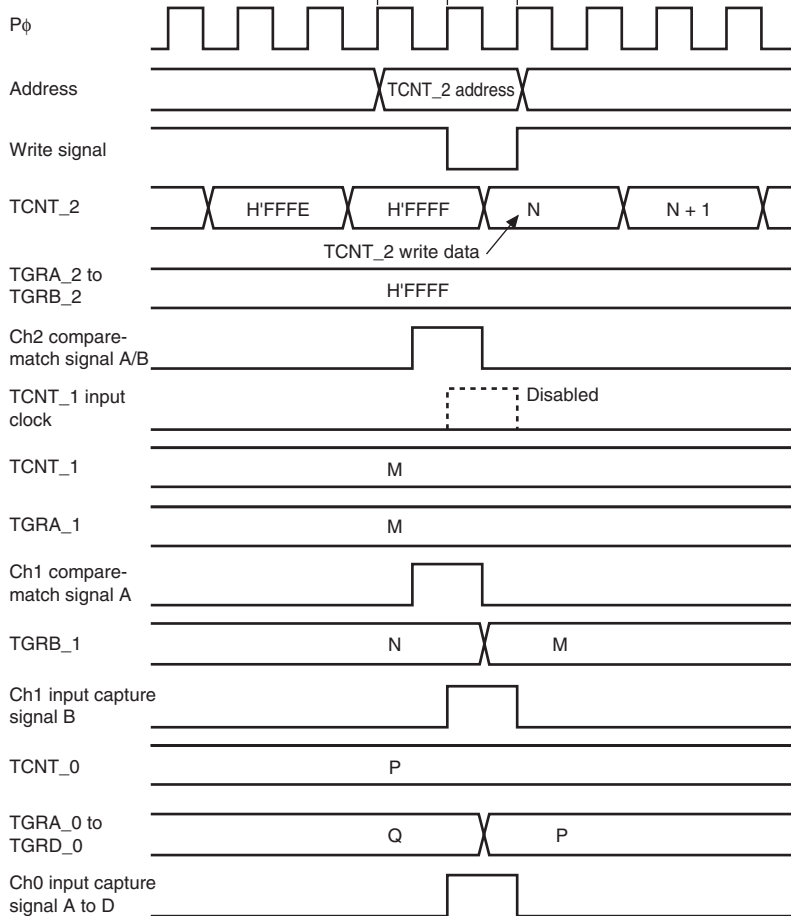 Pϕ
Address
TCNT_2 address
Write signal
TCNT_2
H'FFFE
H'FFFF
N
N + 1
TCNT_2 write data
TGRA_2 to
TGRB_2
H'FFFF
Ch2 compare-
match signal A/B
TCNT_1 input
clock
Disabled
TCNT_1
M
TGRA_1
M
Ch1 compare-
match signal A
TGRB_1
N
M
Ch1 input capture
signal B
TCNT_0
P
TGRA_0 to
TGRD_0
Q
P
Ch0 input capture
signal A to D